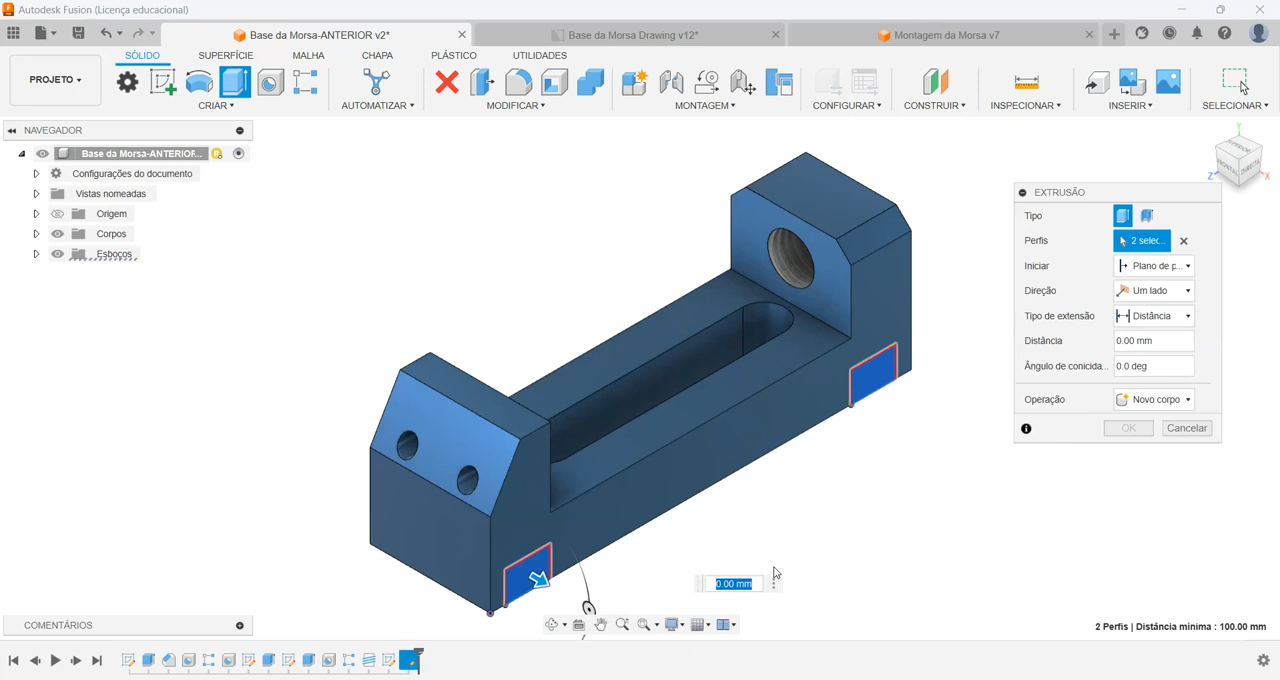 Autodesk Fusion (Licença educacional)
Base da Morsa-ANTERIOR v2*
Base da Morsa Drawing v12*
Montagem da Morsa v7
SÓLIDO
SUPERFÍCIE
MALHA
CHAPA
PLÁSTICO
UTILIDADES
PROJETO
CRIAR
AUTOMATIZAR
MODIFICAR
MONTAGEM
CONFIGURAR
CONSTRUIR
INSPECIONAR
INSERIR
SELECIONAR
NAVEGADOR
Base da Morsa-ANTERIOR...
Configurações do documento
Vistas nomeadas
Origem
Corpos
Esboços
Y
SUPERIOR
FRONTAL
DIREITA
Z
X
EXTRUSÃO
Tipo
Perfis
2 selec...
Iniciar
Plano de p...
Direção
Um lado
Tipo de extensão
Distância
Distância
0.00 mm
Ângulo de conicida...
0.0 deg
Operação
Novo corpo
OK
Cancelar
0.00 mm
COMENTÁRIOS
2 Perfis | Distância mínima : 100.00 mm